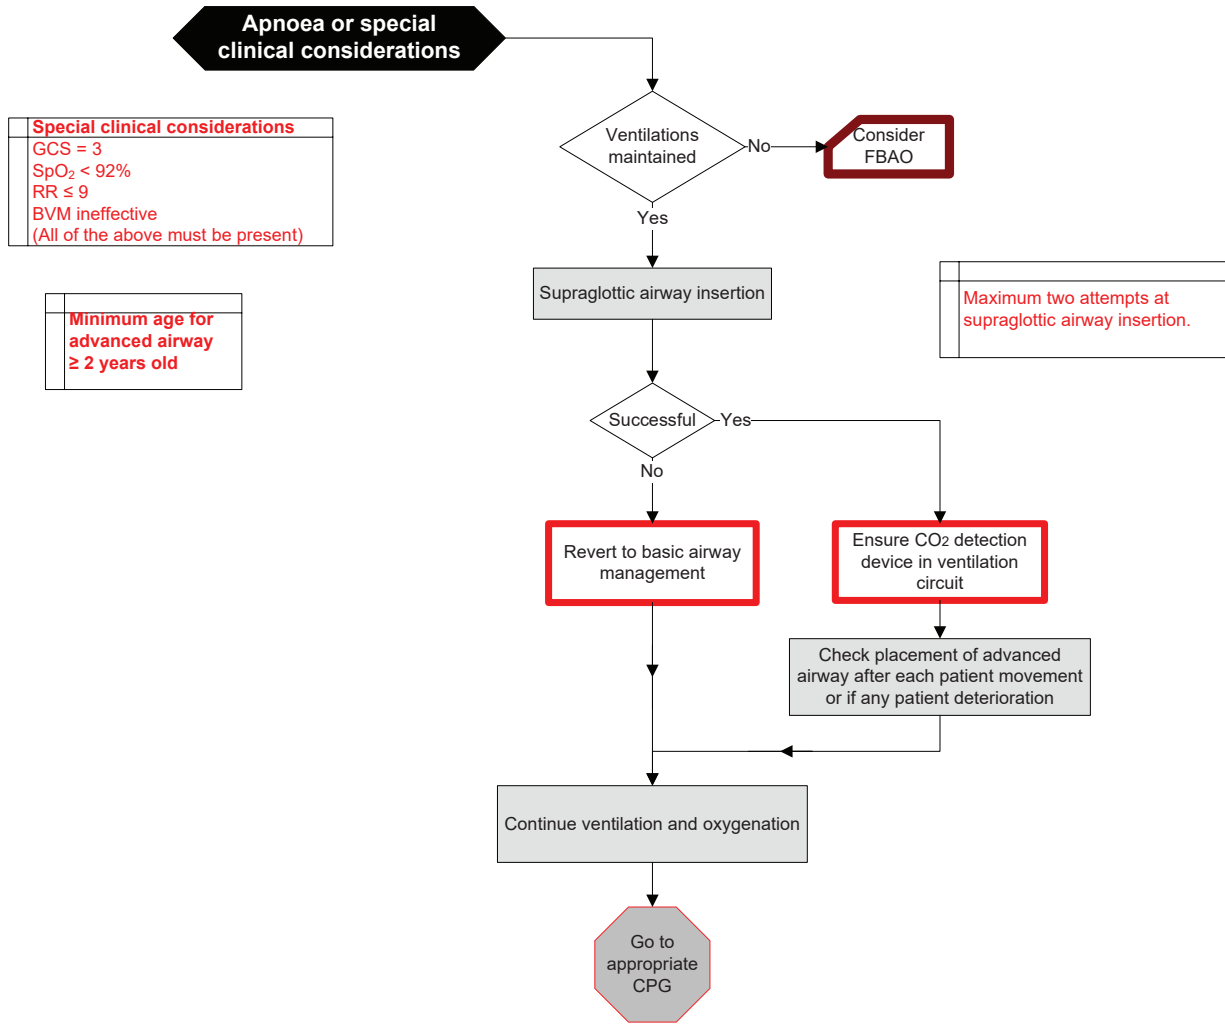 Apnoea or special
clinical considerations
Special clinical considerations
GCS = 3
SpO₂ < 92%
RR ≤ 9
BVM ineffective
(All of the above must be present)
Ventilations
maintained
No
Consider
FBAO
Yes
Supraglottic airway insertion
Minimum age for
advanced airway
≥ 2 years old
Maximum two attempts at
supraglottic airway insertion.
Successful
Yes
No
Revert to basic airway
management
Ensure CO2 detection
device in ventilation
circuit
Check placement of advanced
airway after each patient movement
or if any patient deterioration
Continue ventilation and oxygenation
Go to
appropriate
CPG